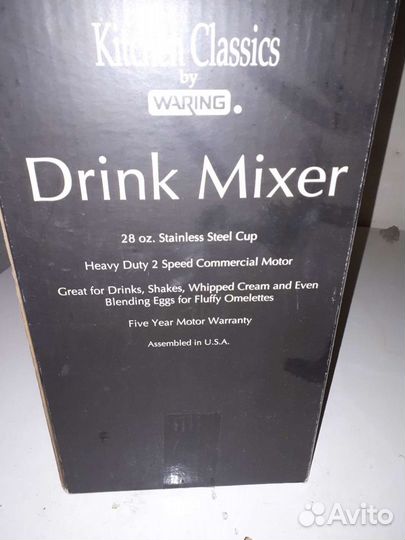 Kitchen Classics
by
WARING.
Drink Mixer
28 oz. Stainless Steel Cup
Heavy Duty 2 Speed Commercial Motor
Great for Drinks, Shakes, Whipped Cream and Even
Blending Eggs for Fluffy Omelettes
Five Year Motor Warranty
Assembled in U.S.A.
Avito